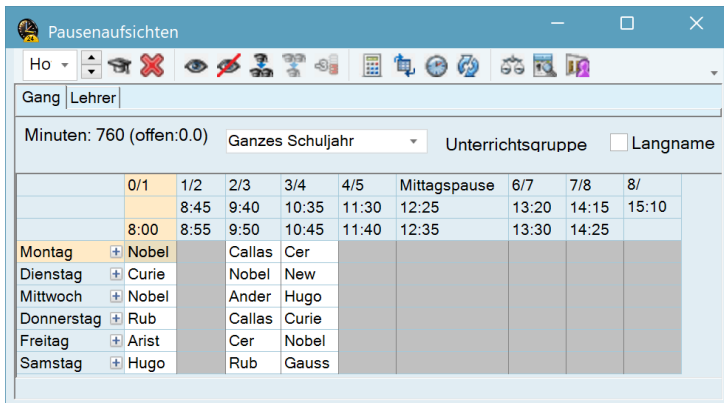 Pausenaufsichten
Ho
Gang Lehrer
Minuten: 760 (offen:0.0) Ganzes Schuljahr Unterrichtsgruppe Langname
0/1 1/2 2/3 3/4 4/5 Mittagspause 6/7 7/8 8/
8:45 9:40 10:35 11:30 12:25 13:20 14:15 15:10
8:00 8:55 9:50 10:45 11:40 12:35 13:30 14:25
Montag + Nobel Callas Cer
Dienstag + Curie Nobel New
Mittwoch + Nobel Ander Hugo
Donnerstag + Rub Callas Curie
Freitag + Arist Cer Nobel
Samstag + Hugo Rub Gauss